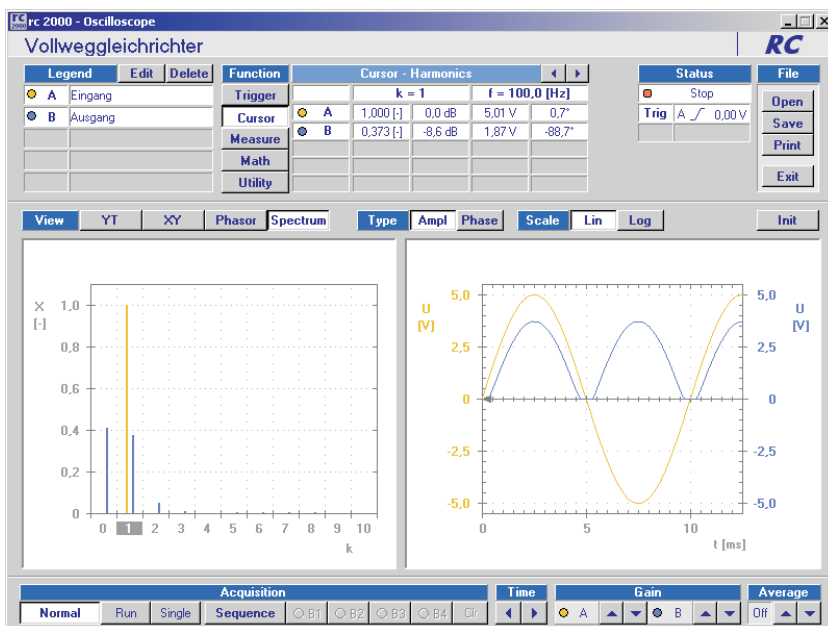 rc 2000 rc 2000 - Oscilloscope
Vollweggleichrichter RC
Legend Edit Delete Function Cursor - Harmonics Status File
k = 1 f = 100,0 [Hz]
A Eingang Trigger A 1,000 [-] 0,0 dB 5,01 V 0,7° Stop Open
B Ausgang Cursor B 0,373 [-] -8,6 dB 1,87 V -88,7° Trig A 0,00 V Save
Measure Print
Math
Utility Exit
View YT XY Phasor Spectrum Type Ampl Phase Scale Lin Log Init
X
[-]
1,0
0,8
0,6
0,4
0,2
0
0 1 2 3 4 5 6 7 8 9 10
k
U
[V]
5,0
2,5
0
-2,5
-5,0
5,0
2,5
0
-2,5
-5,0
U
[V]
0 5 10
t [ms]
Acquisition Time Gain Average
Normal Run Single Sequence B1 B2 B3 B4 Clr A B Off